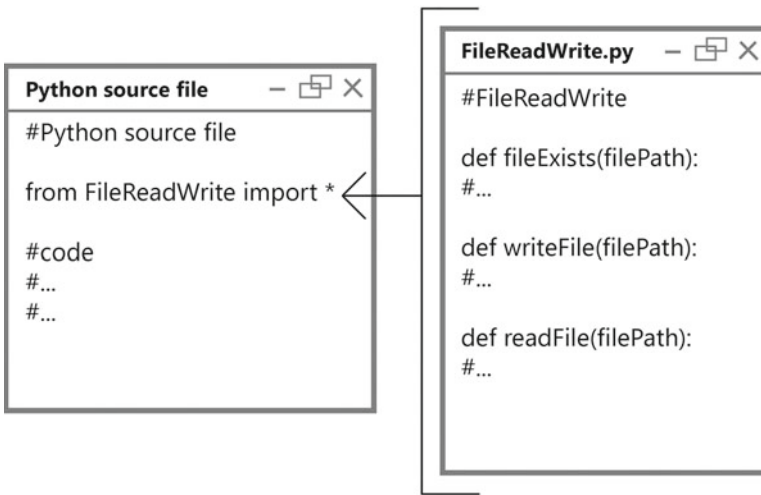 Python source file
#Python source file
from FileReadWrite import *
#code
#...
#...
FileReadWrite.py
#FileReadWrite
def fileExists(filePath):
#...
def writeFile(filePath):
#...
def readFile(filePath):
#...